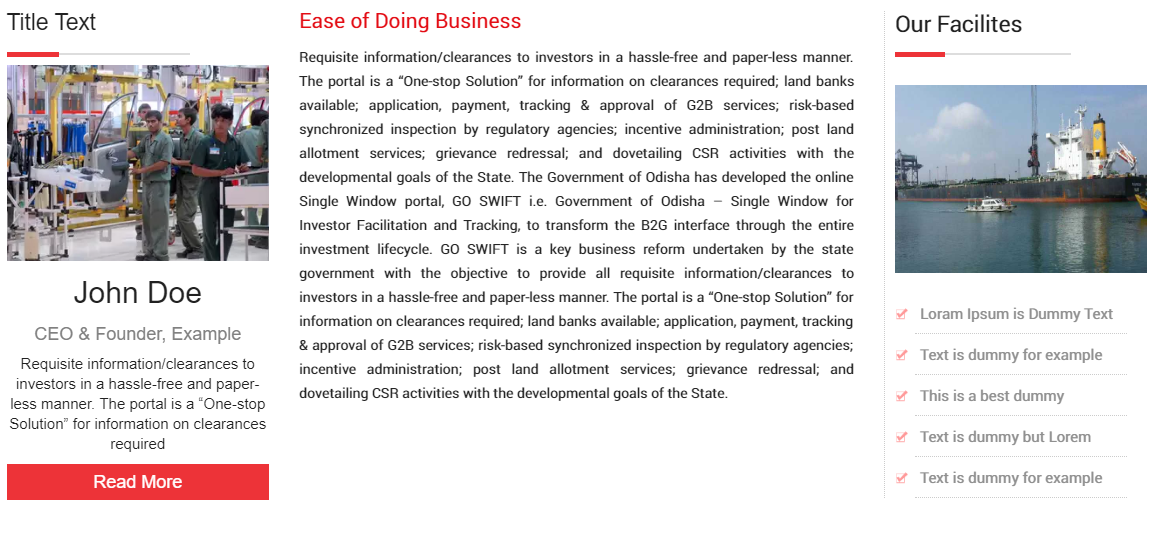 Title Text
John Doe
CEO & Founder, Example
Requisite information/clearances to
investors in a hassle-free and paper-
less manner. The portal is a “One-stop
Solution” for information on clearances
required
Read More
Ease of Doing Business
Requisite information/clearances to investors in a hassle-free and paper-less manner.
The portal is a “One-stop Solution” for information on clearances required; land banks
available; application, payment, tracking & approval of G2B services; risk-based
synchronized inspection by regulatory agencies; incentive administration; post land
allotment services; grievance redressal; and dovetailing CSR activities with the
developmental goals of the State. The Government of Odisha has developed the online
Single Window portal, GO SWIFT i.e. Government of Odisha – Single Window for
Investor Facilitation and Tracking, to transform the B2G interface through the entire
investment lifecycle. GO SWIFT is a key business reform undertaken by the state
government with the objective to provide all requisite information/clearances to
investors in a hassle-free and paper-less manner. The portal is a “One-stop Solution” for
information on clearances required; land banks available; application, payment, tracking
& approval of G2B services; risk-based synchronized inspection by regulatory agencies;
incentive administration; post land allotment services; grievance redressal; and
dovetailing CSR activities with the developmental goals of the State.
Our Facilites
Loram Ipsum is Dummy Text
Text is dummy for example
This is a best dummy
Text is dummy but Lorem
Text is dummy for example